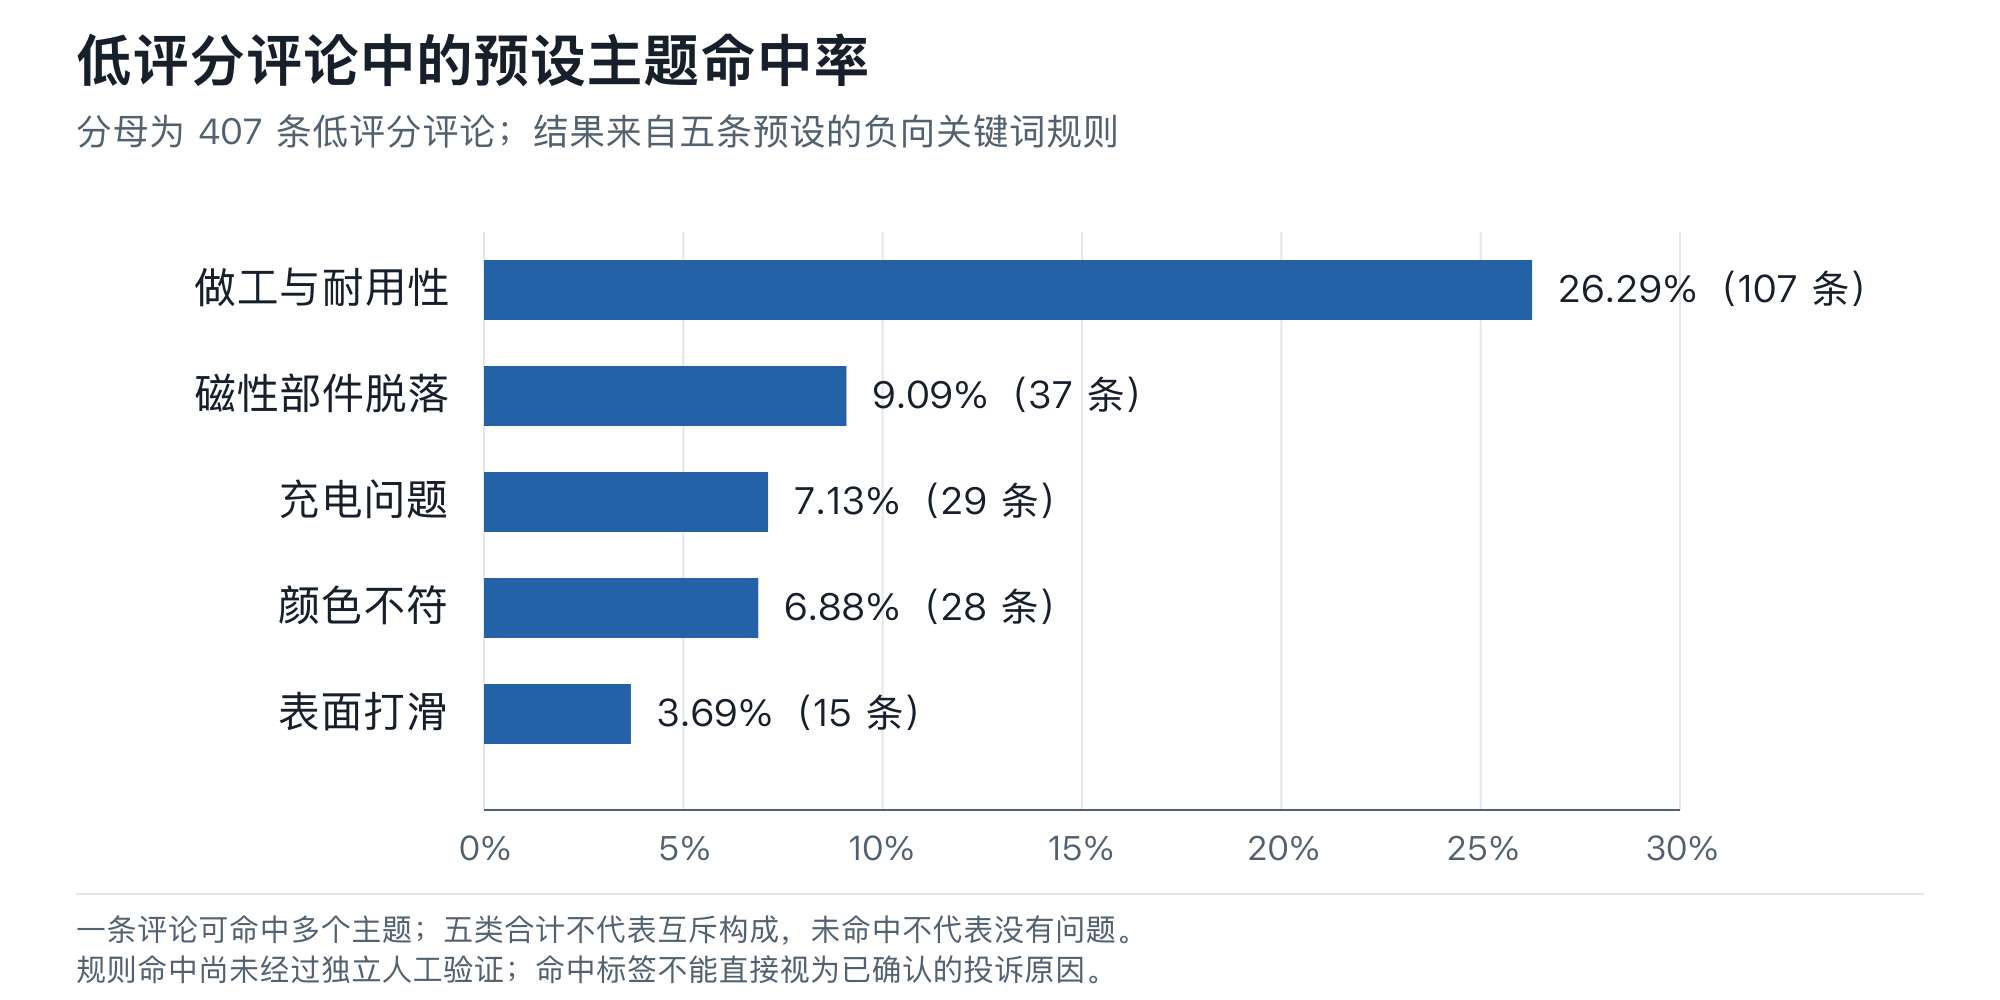 低评分评论中的预设主题命中率
分母为 407 条低评分评论；结果来自五条预设的负向关键词规则
做工与耐用性 26.29%（107 条）
磁性部件脱落 9.09%（37 条）
充电问题 7.13%（29 条）
颜色不符 6.88%（28 条）
表面打滑 3.69%（15 条）
0% 5% 10% 15% 20% 25% 30%
一条评论可命中多个主题；五类合计不代表互斥构成，未命中不代表没有问题。
规则命中尚未经过独立人工验证；命中标签不能直接视为已确认的投诉原因。